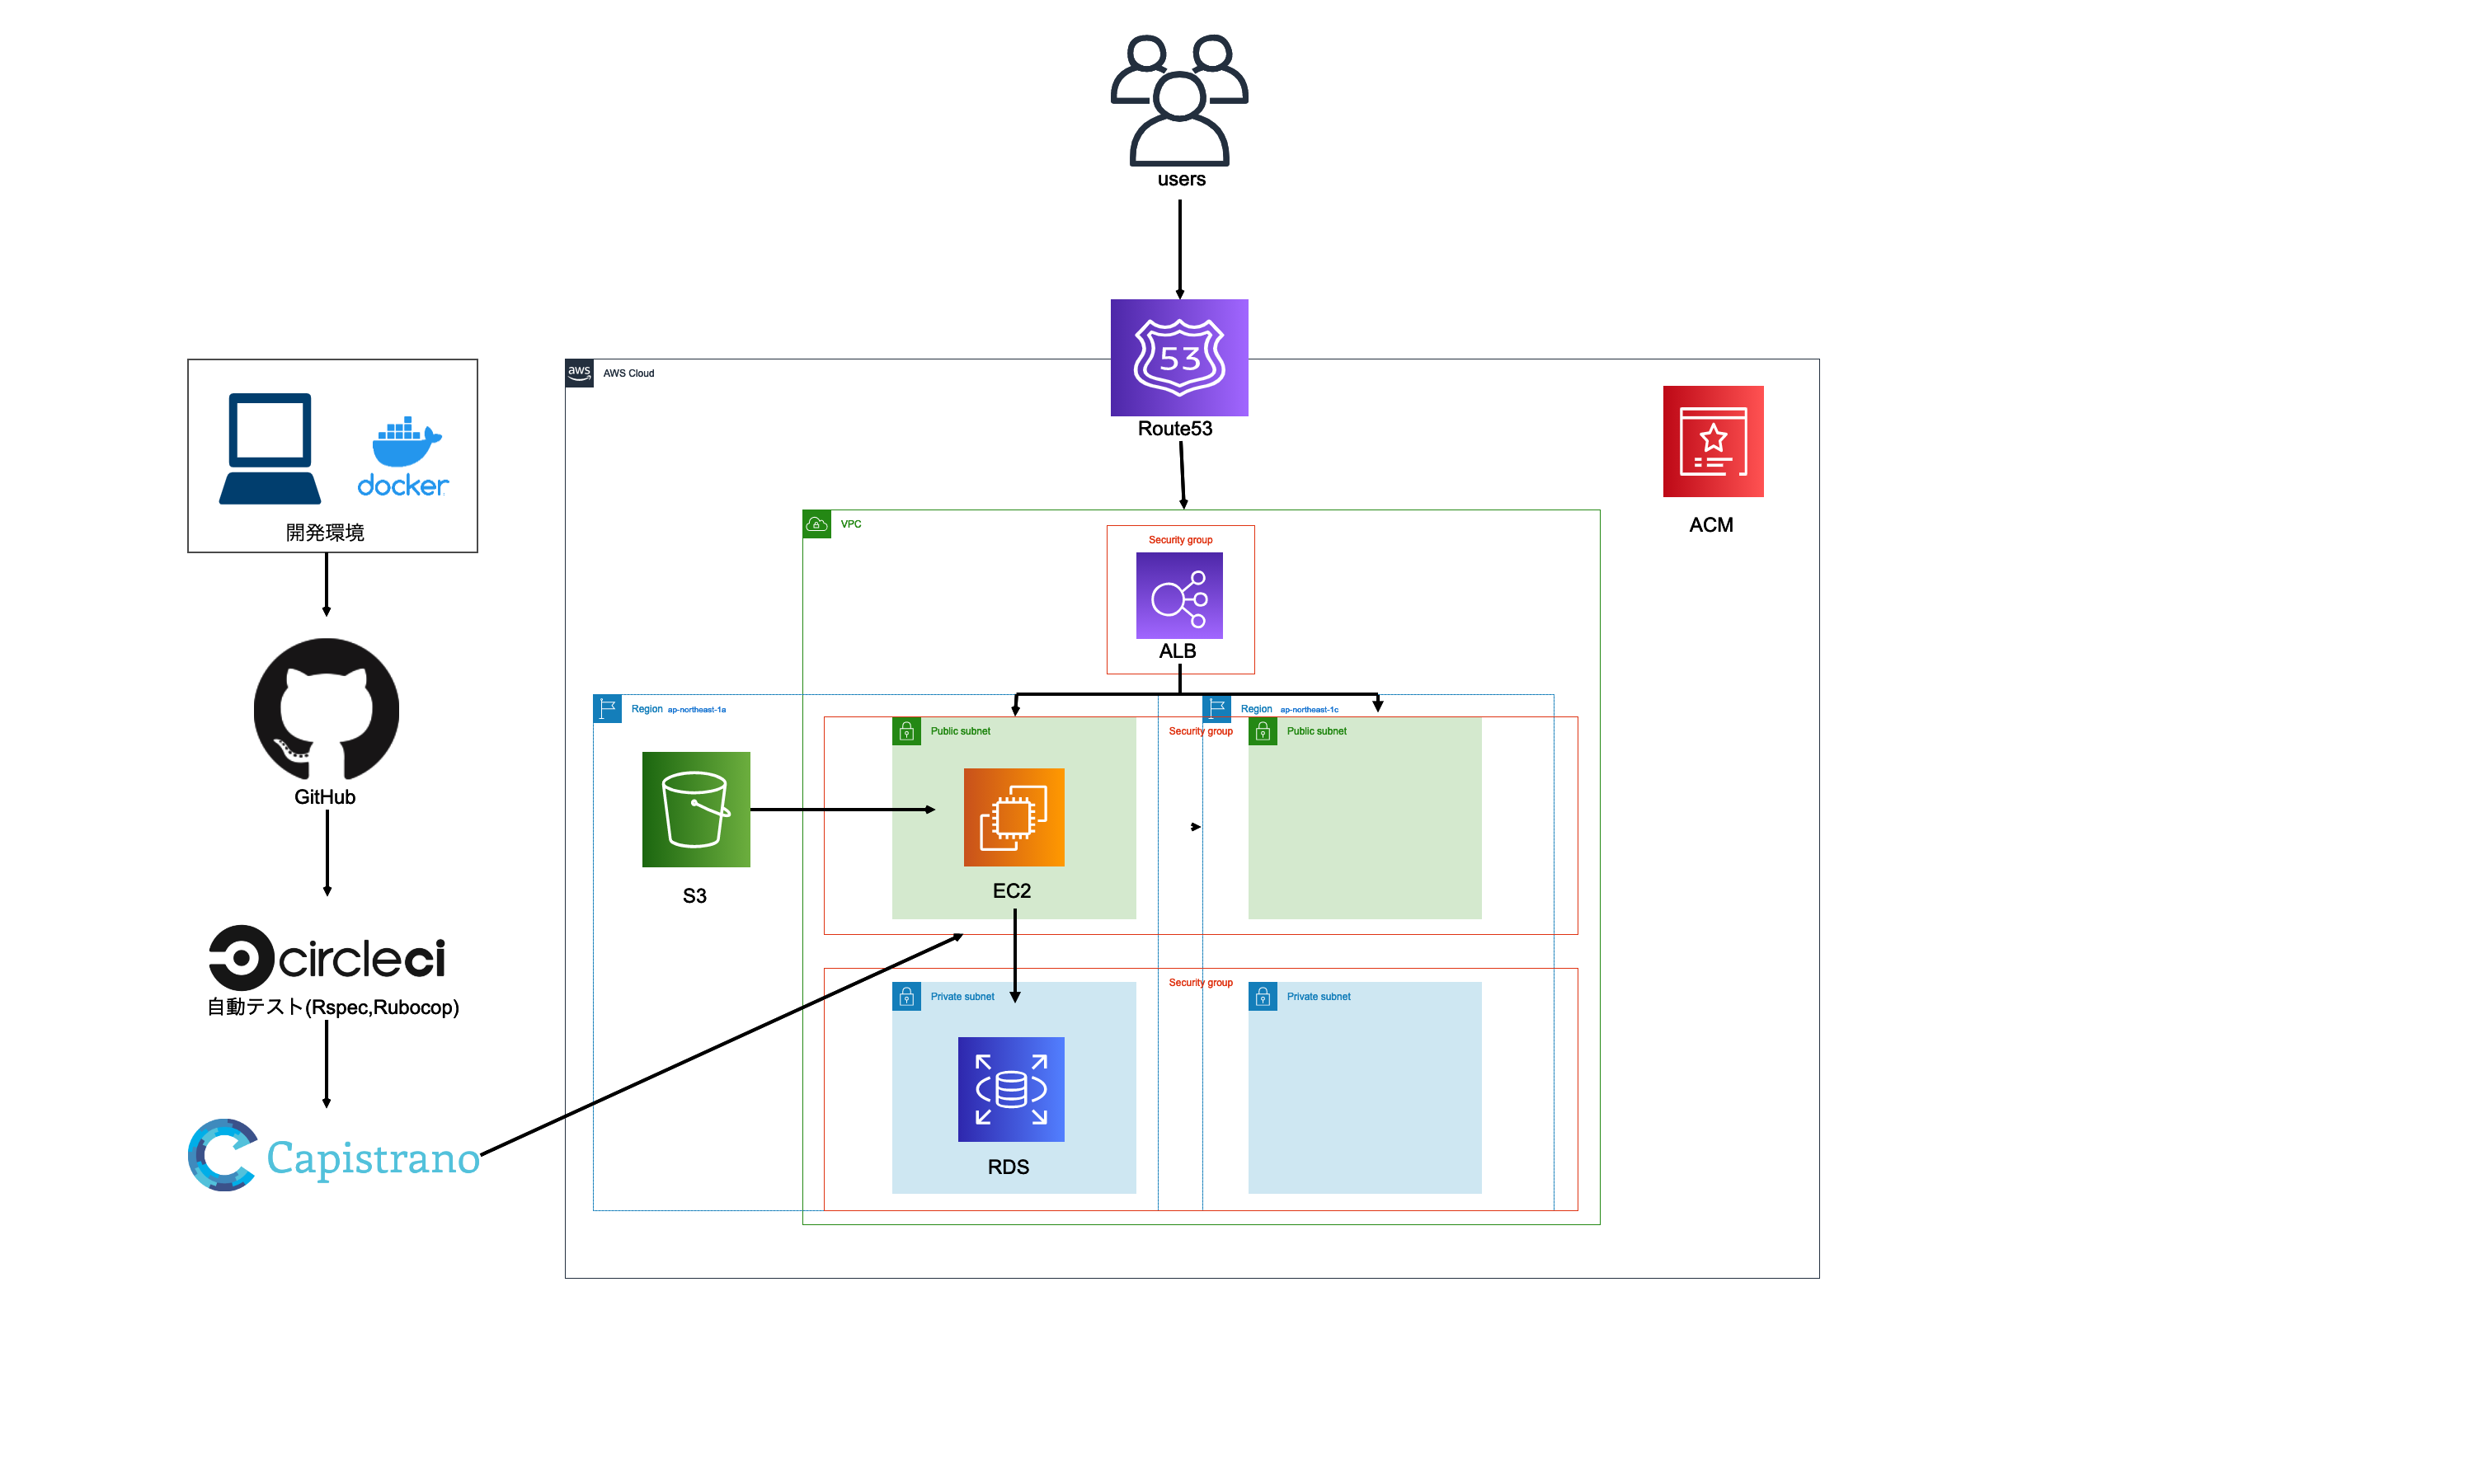 users
53
Route53
aws
AWS Cloud
ACM
docker
開発環境
VPC
Security group
ALB
GitHub
Region ap-northeast-1a
Region ap-northeast-1c
Public subnet
Security group
Public subnet
S3
EC2
circleci
自動テスト(Rspec,Rubocop)
Security group
Private subnet
Private subnet
Capistrano
RDS